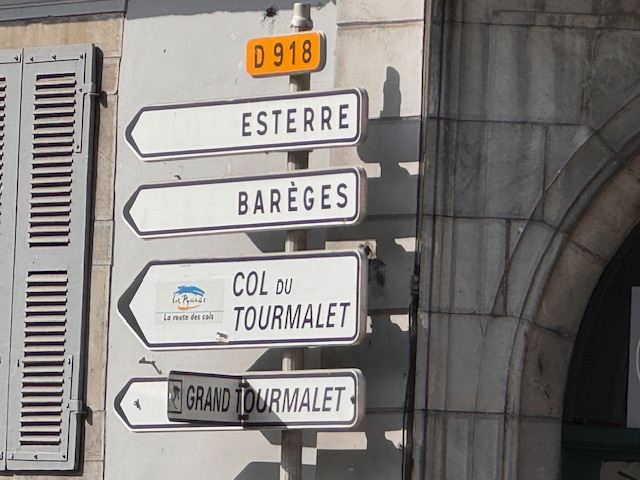 D 918
ESTERRE
BARÈGES
COL DU
TOURMALET
Les Pyrénées
La route des cols
GRAND TOURMALET